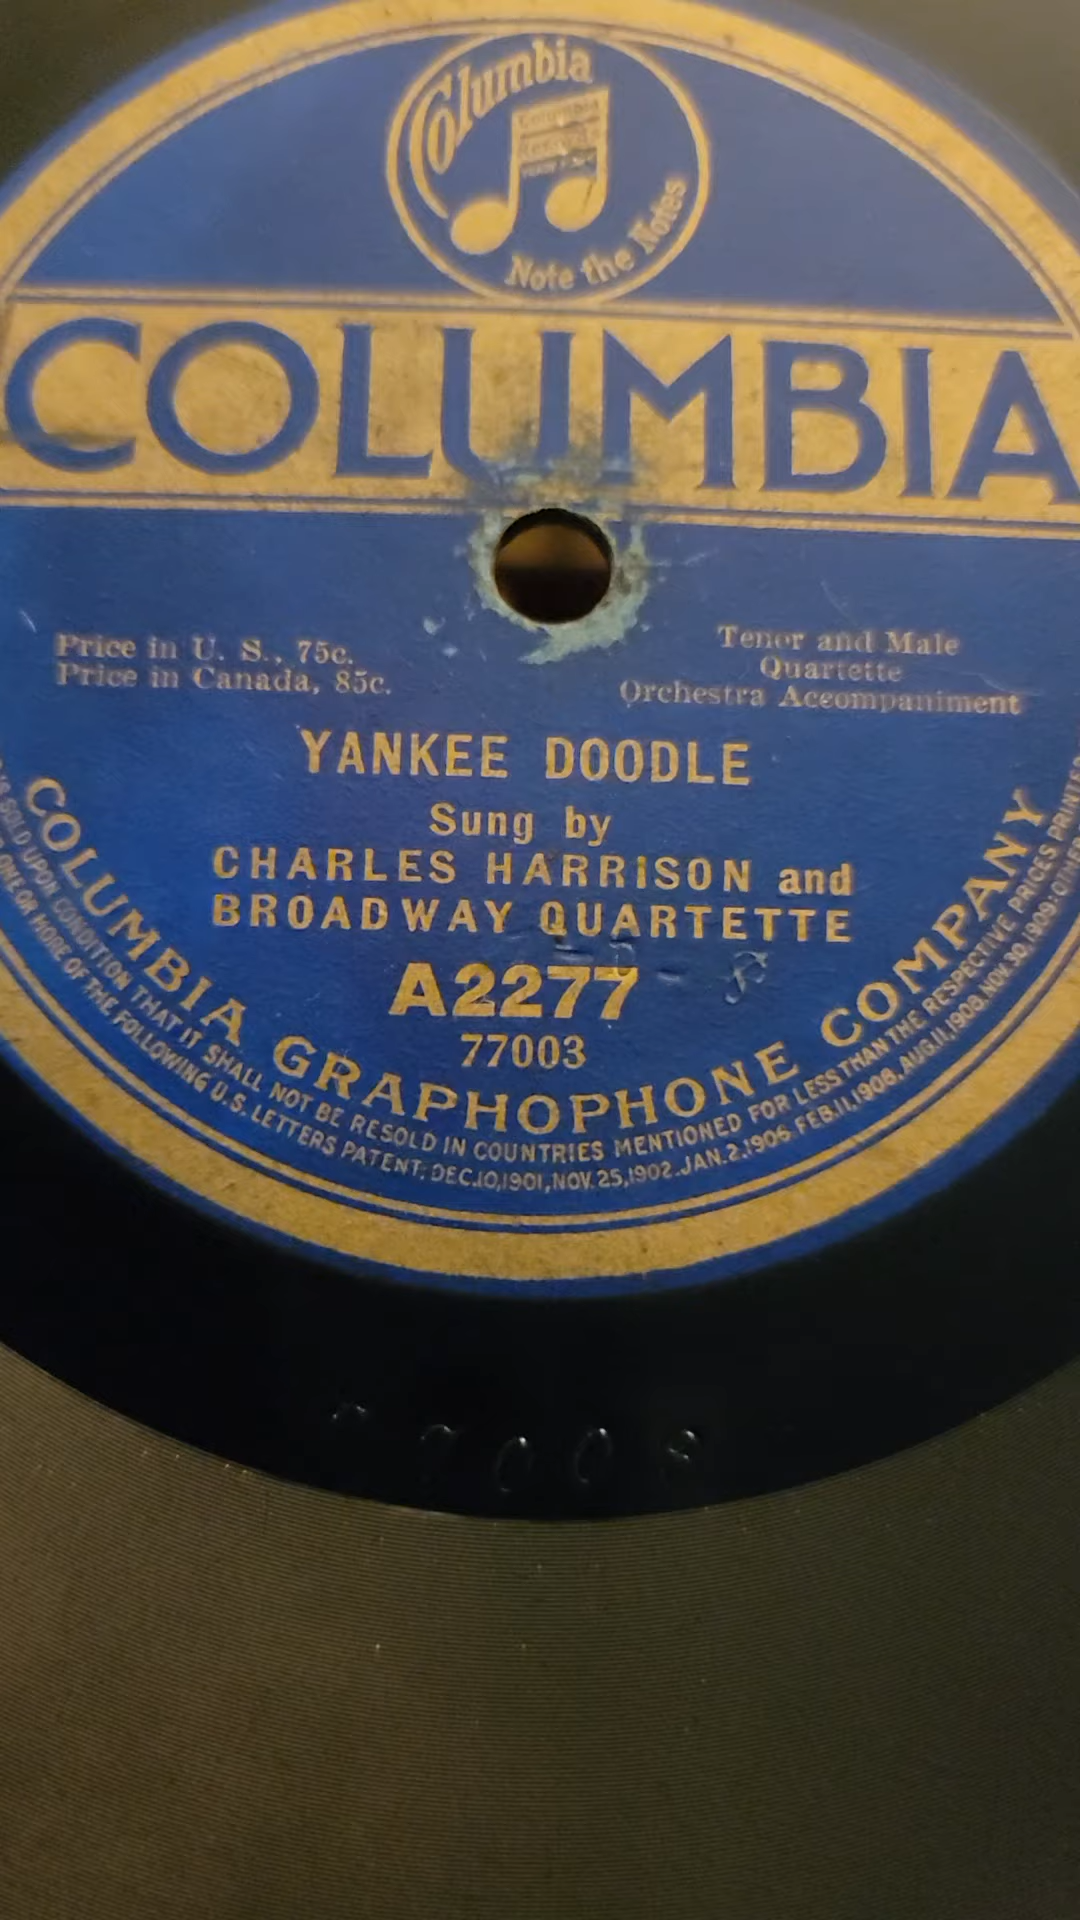 Columbia
Columbia
Records
Note the Notes
COLUMBIA
Price in U. S., 75c.
Price in Canada, 85c.
Tenor and Male
Quartette
Orchestra Accompaniment
YANKEE DOODLE
Sung by
CHARLES HARRISON and
BROADWAY QUARTETTE
A2277
77003
COLUMBIA GRAPHOPHONE COMPANY
SOLD UPON CONDITION THAT IT SHALL NOT BE RESOLD IN COUNTRIES MENTIONED FOR LESS THAN THE RESPECTIVE PRICES PRINTED
ONE OR MORE OF THE FOLLOWING U.S. LETTERS PATENT; DEC.10,1901, NOV. 25,1902. JAN.2.1906. FEB.11,1908. AUG.11,1908. NOV.30,1909: